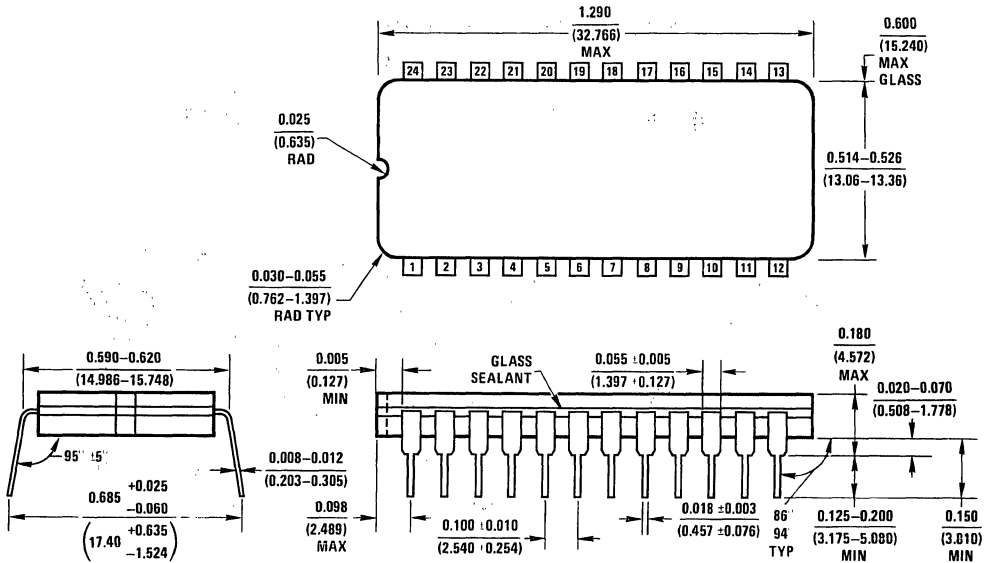 1.290
(32.766)
MAX
0.600
(15.240)
MAX
GLASS
24 23 22 21 20 19 18 17 16 15 14 13
0.025
(0.635)
RAD
0.514–0.526
(13.06–13.36)
1 2 3 4 5 6 7 8 9 10 11 12
0.030–0.055
(0.762–1.397)
RAD TYP
0.590–0.620
(14.986–15.748)
0.005
(0.127)
MIN
GLASS
SEALANT
0.055 ±0.005
(1.397 ±0.127)
0.180
(4.572)
MAX
0.020-0.070
(0.508-1.778)
95° ±5°
0.008–0.012
(0.203–0.305)
0.685 +0.025
-0.060
(17.40 +0.635
-1.524)
0.098
(2.489)
MAX
0.100 ±0.010
(2.540 ±0.254)
0.018 ±0.003
(0.457 ±0.076)
86°
94°
TYP
0.125–0.200
(3.175–5.080)
MIN
0.150
(3.810)
MIN